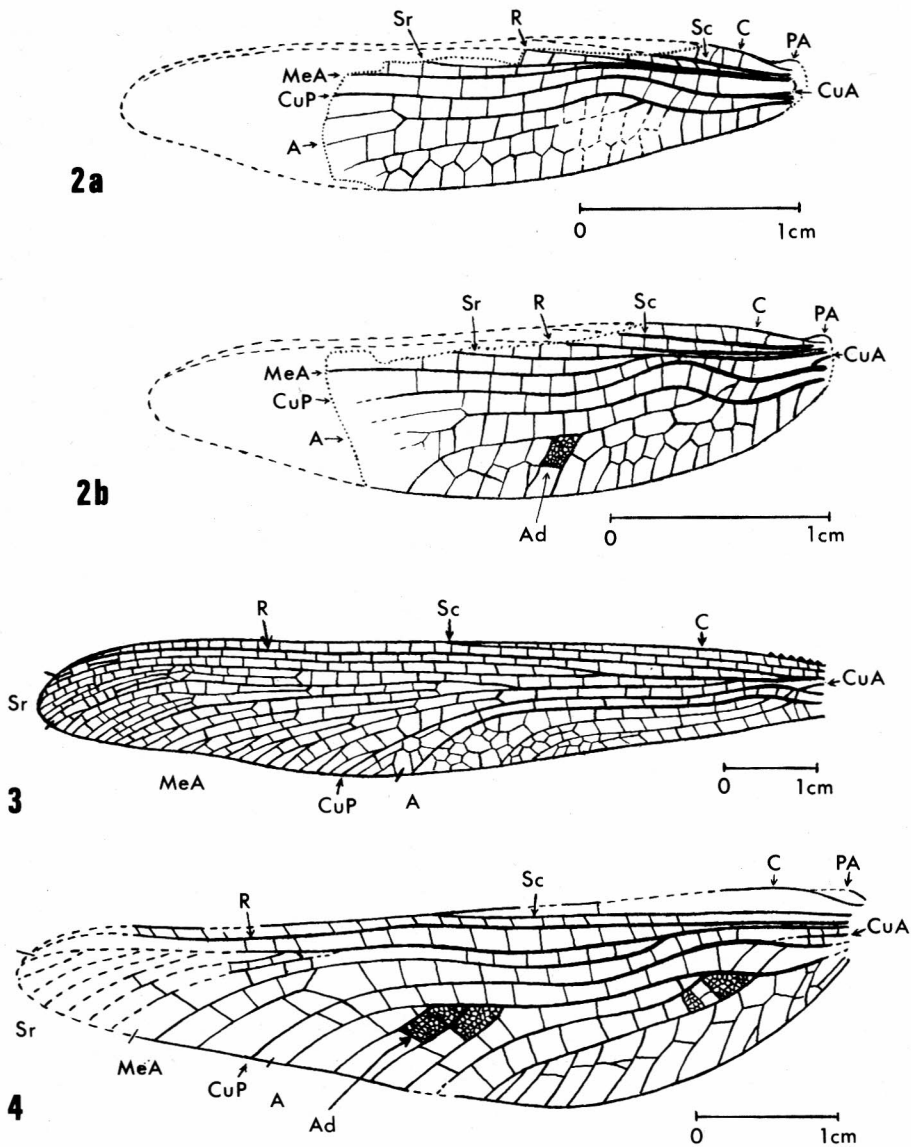 Sr R Sc C PA
MeA
CuP
CuA
A
2a
0 1cm
Sr R Sc C PA
MeA
CuA
CuP
A
2b
Ad
0 1cm
R Sc C
Sr
CuA
MeA
CuP A
0 1cm
3
R Sc C PA
CuA
Sr
MeA
CuP A
Ad
0 1cm
4